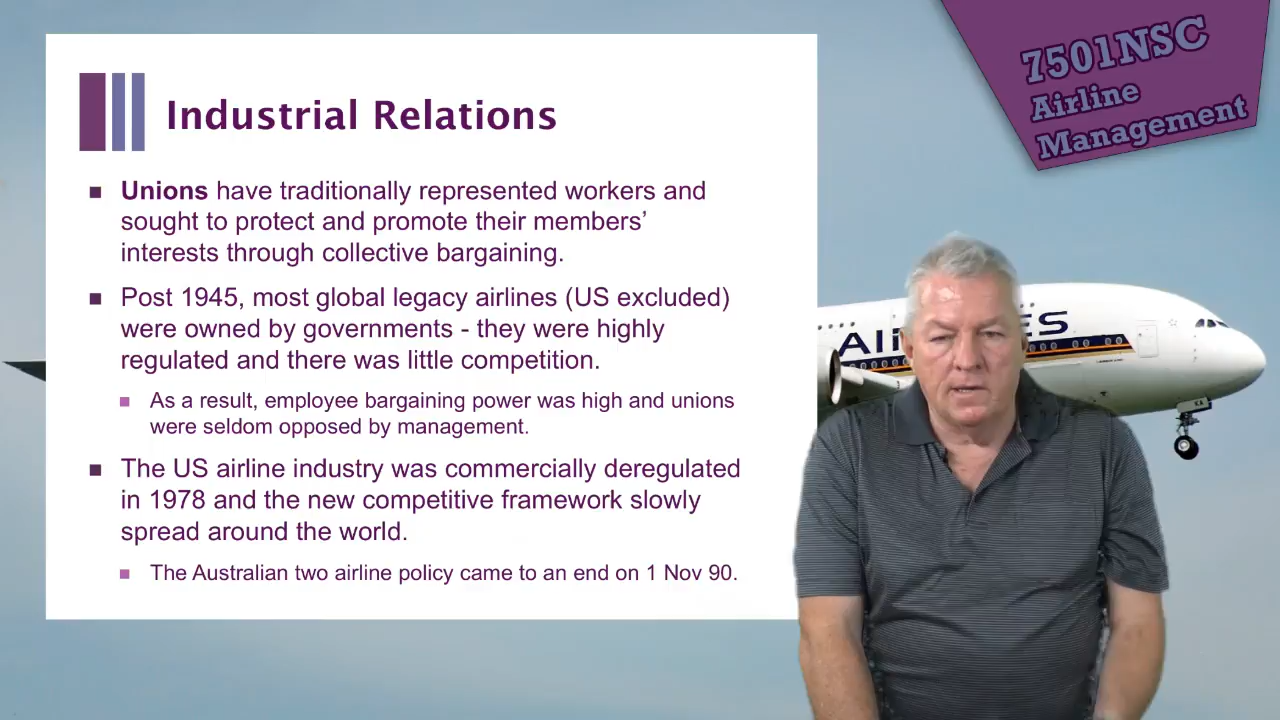 7501NSC
Airline
Management
Industrial Relations
Unions have traditionally represented workers and
sought to protect and promote their members’
interests through collective bargaining.
Post 1945, most global legacy airlines (US excluded)
were owned by governments - they were highly
regulated and there was little competition.
As a result, employee bargaining power was high and unions
were seldom opposed by management.
The US airline industry was commercially deregulated
in 1978 and the new competitive framework slowly
spread around the world.
The Australian two airline policy came to an end on 1 Nov 90.